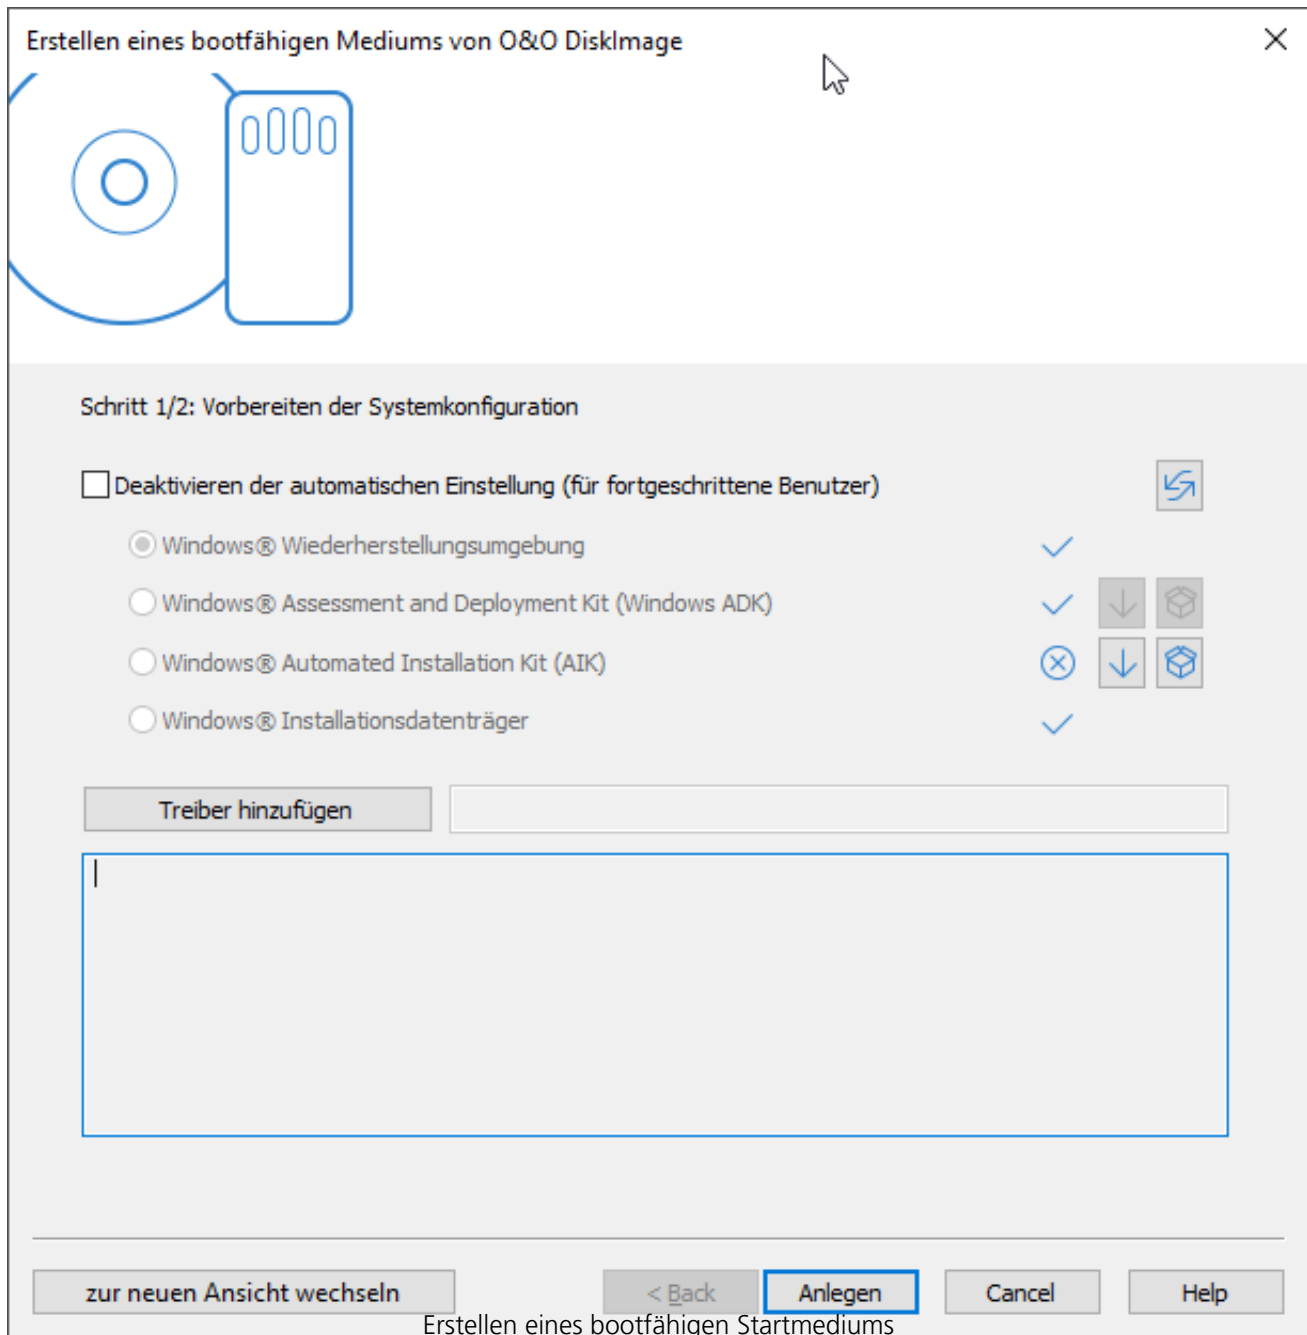 Erstellen eines bootfähigen Mediums von O&O DiskImage
Schritt 1/2: Vorbereiten der Systemkonfiguration
Deaktivieren der automatischen Einstellung (für fortgeschrittene Benutzer)
Windows® Wiederherstellungsumgebung
Windows® Assessment and Deployment Kit (Windows ADK)
Windows® Automated Installation Kit (AIK)
Windows® Installationsdatenträger
Treiber hinzufügen
zur neuen Ansicht wechseln
< Back
Anlegen
Cancel
Help
Erstellen eines bootfähigen Startmediums